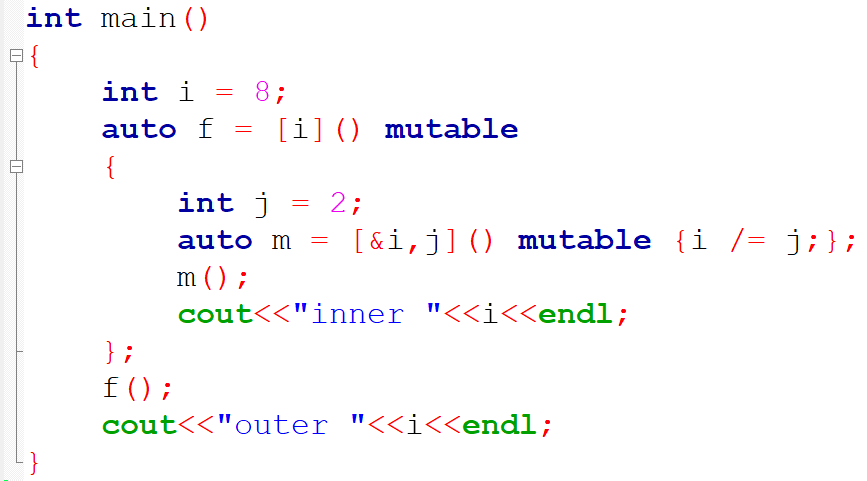 int main()
{
int i = 8;
auto f = [i]() mutable
{
int j = 2;
auto m = [&i,j]() mutable {i /= j;};
m();
cout<<"inner "<<i<<endl;
};
f();
cout<<"outer "<<i<<endl;
}